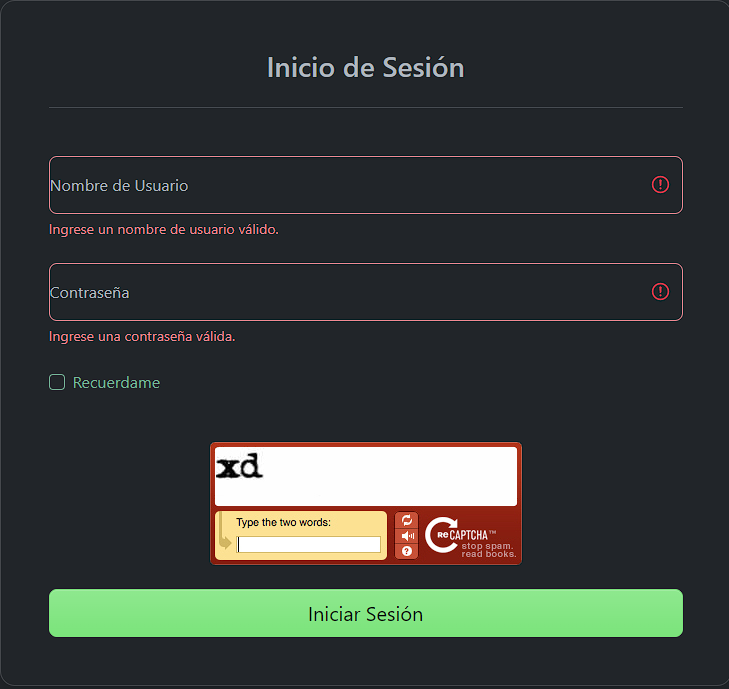 Inicio de Sesión
Nombre de Usuario
Ingrese un nombre de usuario válido.
Contraseña
Ingrese una contraseña válida.
Recuerdame
xd
Type the two words:
reCAPTCHA™
stop spam.
read books.
Iniciar Sesión